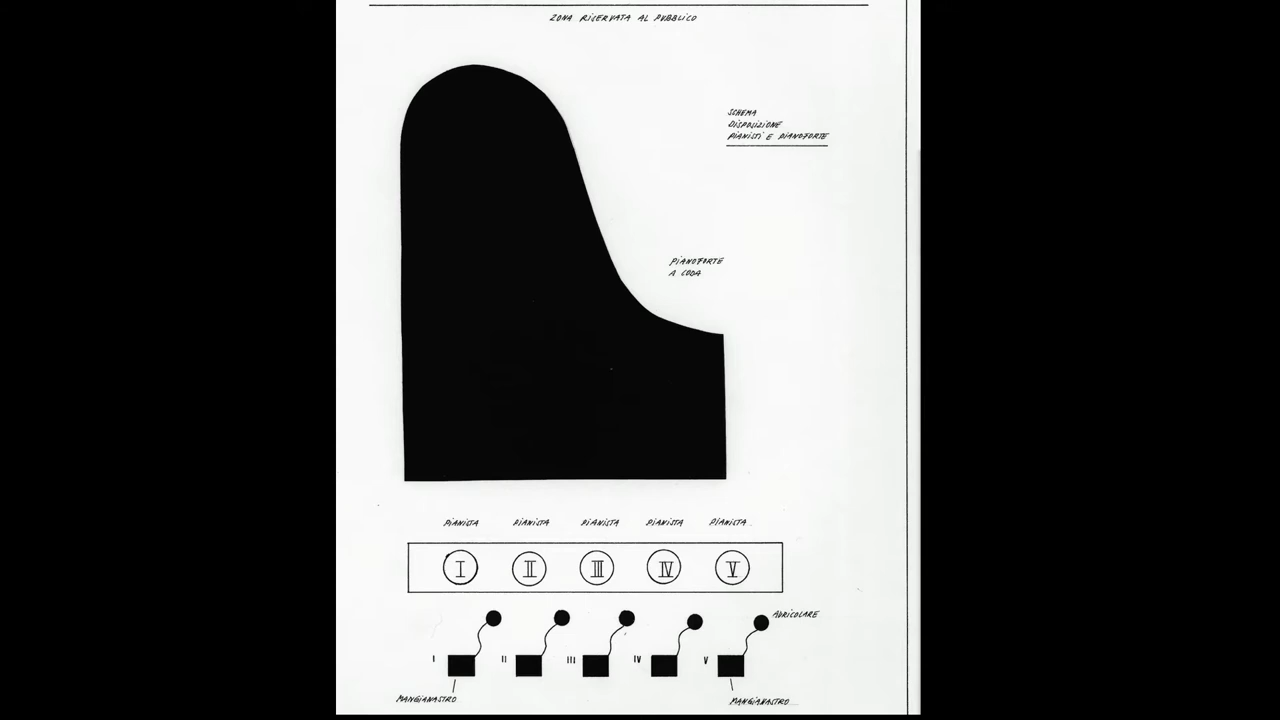 ZONA RISERVATA AL PUBBLICO
SCHEMA
DISPOSIZIONE
PIANISTI E PIANOFORTE
PIANOFORTE
A CODA
PIANISTA PIANISTA PIANISTA PIANISTA PIANISTA
I II III IV V
AURICOLARE
I II III IV V
MANGIANASTRO MANGIANASTRO